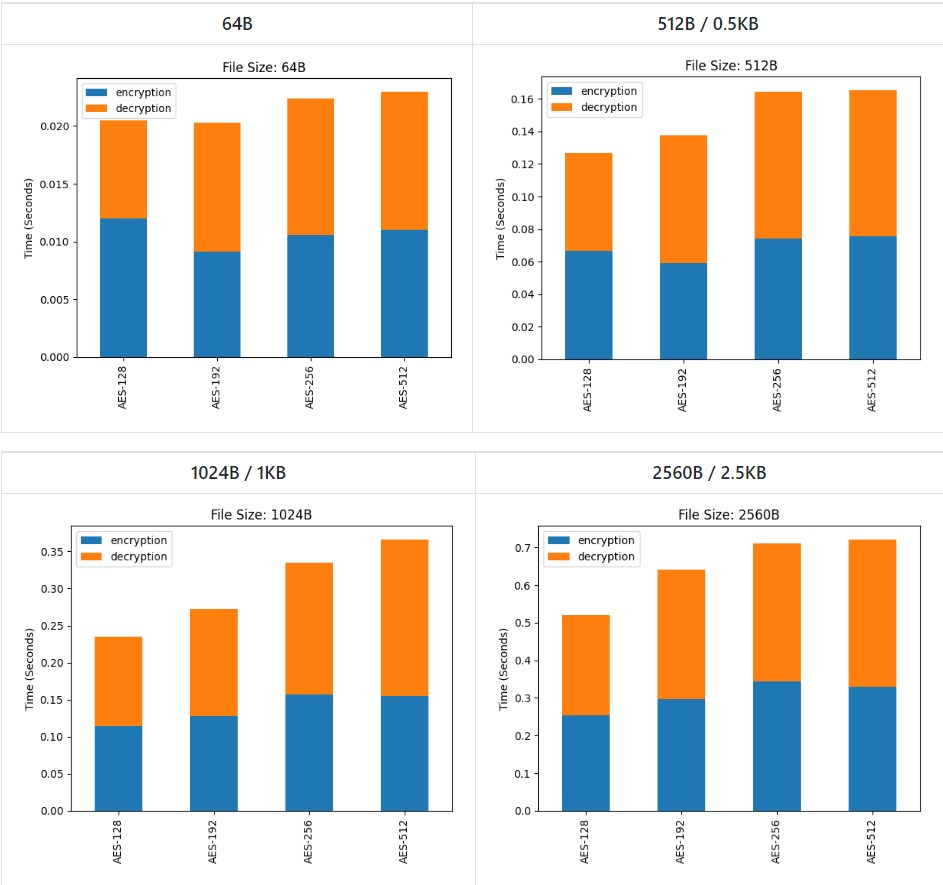 64B
512B / 0.5KB
File Size: 64B
encryption
decryption
0.020
0.015
0.010
0.005
0.000
Time (Seconds)
AES-128
AES-192
AES-256
AES-512
File Size: 512B
encryption
decryption
0.16
0.14
0.12
0.10
0.08
0.06
0.04
0.02
0.00
Time (Seconds)
AES-128
AES-192
AES-256
AES-512
1024B / 1KB
2560B / 2.5KB
File Size: 1024B
encryption
decryption
0.35
0.30
0.25
0.20
0.15
0.10
0.05
0.00
Time (Seconds)
AES-128
AES-192
AES-256
AES-512
File Size: 2560B
encryption
decryption
0.7
0.6
0.5
0.4
0.3
0.2
0.1
0.0
Time (Seconds)
AES-128
AES-192
AES-256
AES-512